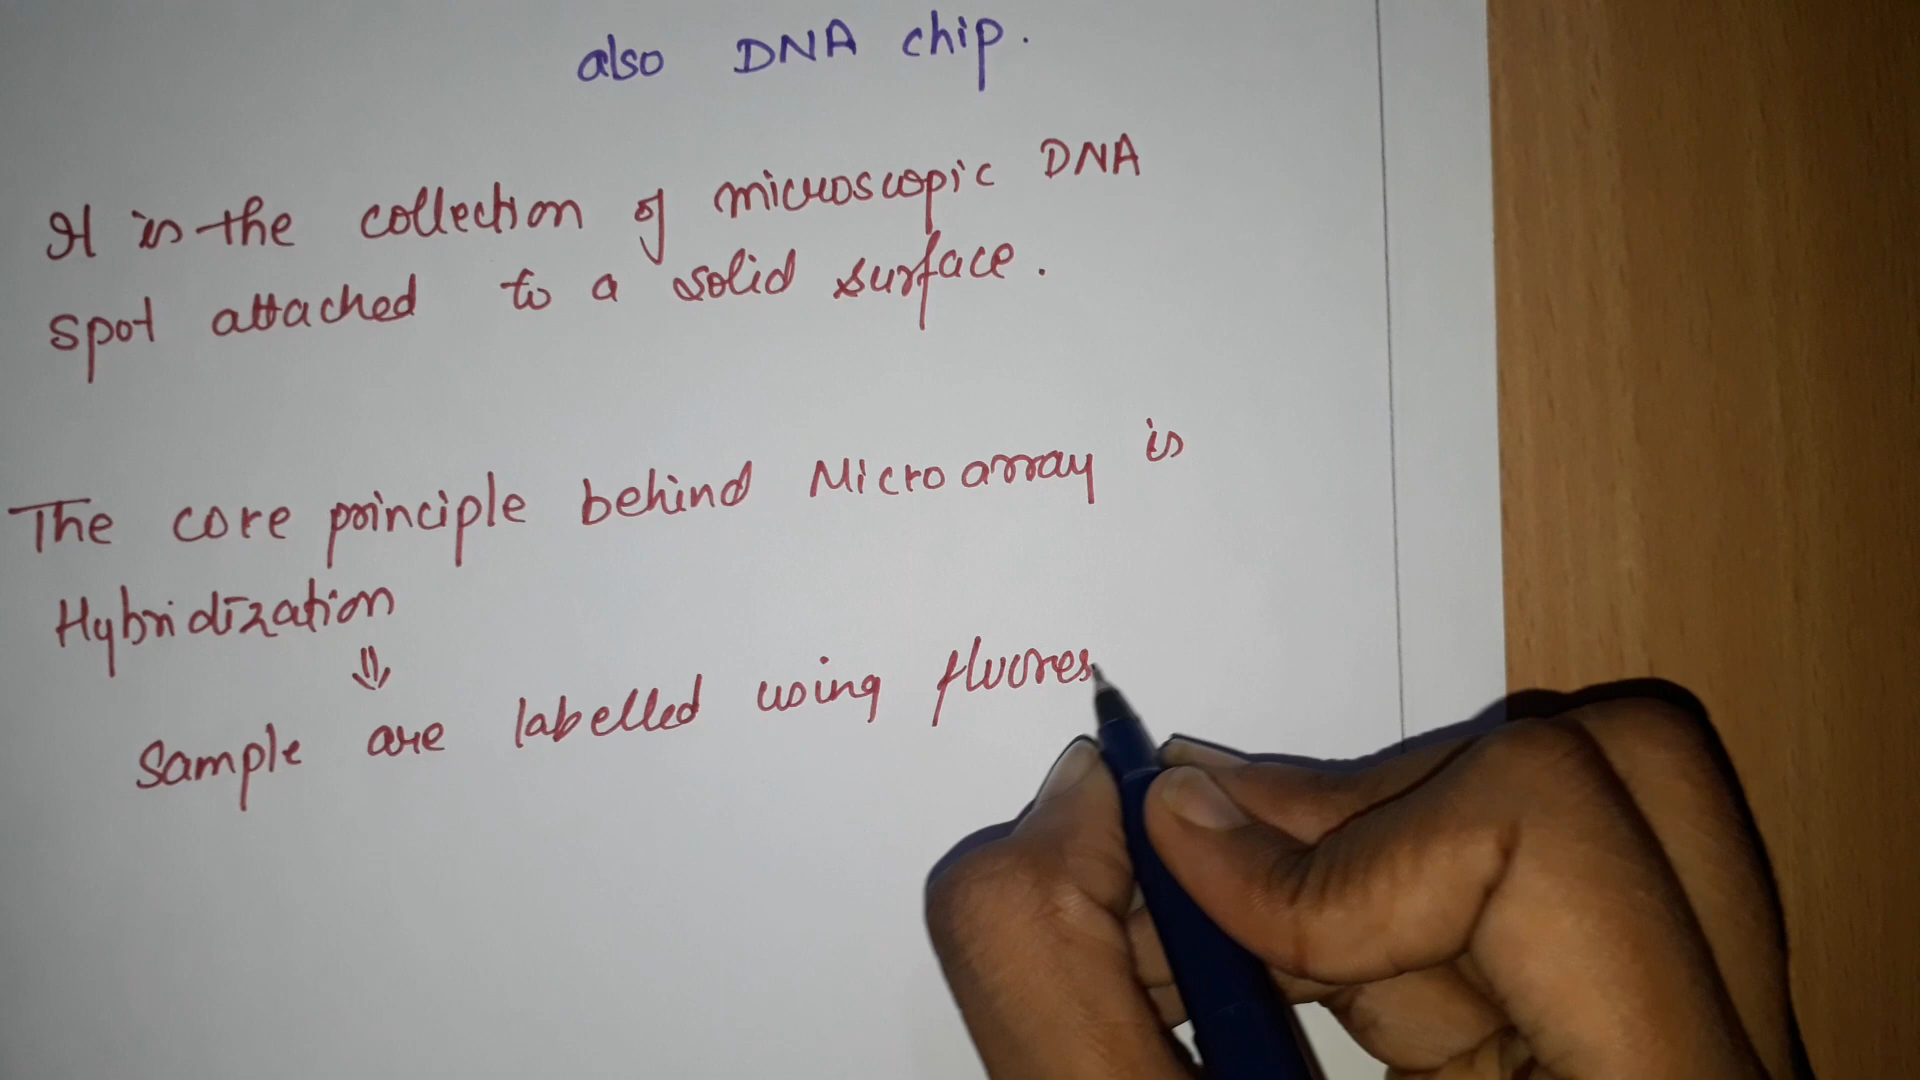 also DNA chip.
It is the collection of microscopic DNA
spot attached to a solid surface.
The core principle behind Microarray is
Hybridization
⇓
Sample are labelled using fluores